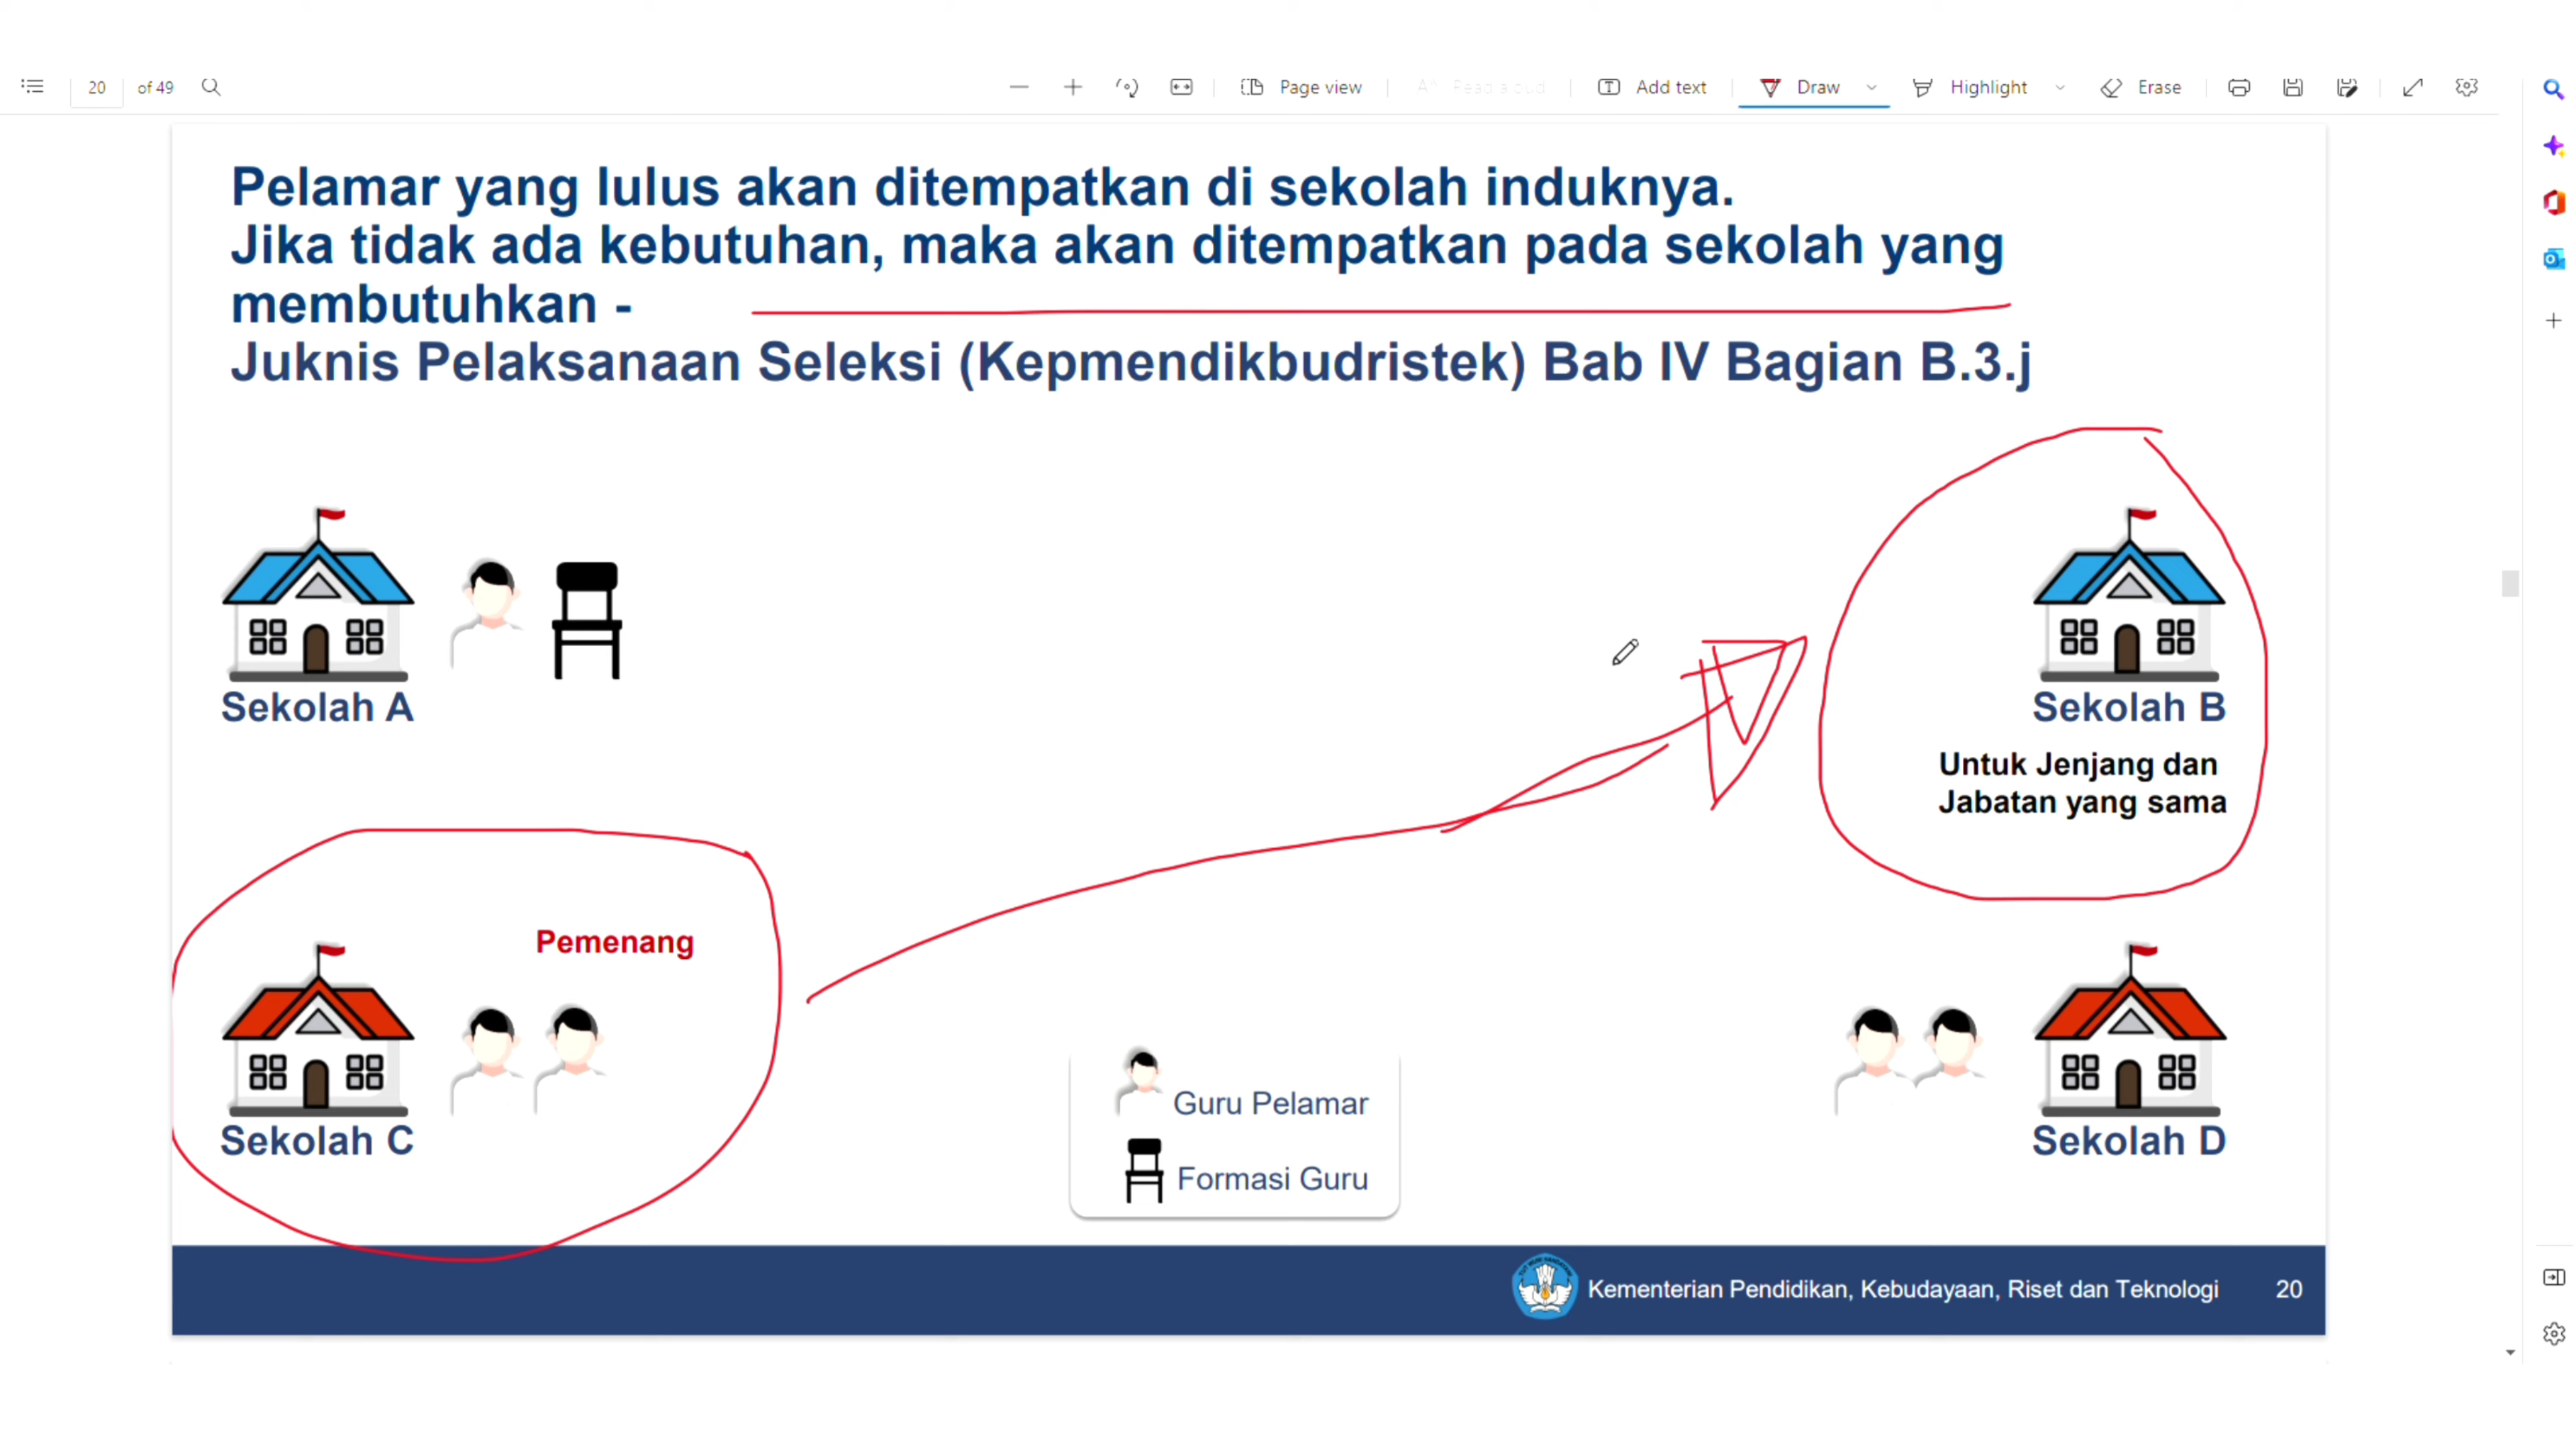 20 of 49 Page view Add text Draw Highlight Erase
Pelamar yang lulus akan ditempatkan di sekolah induknya.
Jika tidak ada kebutuhan, maka akan ditempatkan pada sekolah yang
membutuhkan -
Juknis Pelaksanaan Seleksi (Kepmendikbudristek) Bab IV Bagian B.3.j
Sekolah A
Sekolah B
Untuk Jenjang dan
Jabatan yang sama
Pemenang
Sekolah C
Guru Pelamar
Formasi Guru
Sekolah D
Kementerian Pendidikan, Kebudayaan, Riset dan Teknologi 20